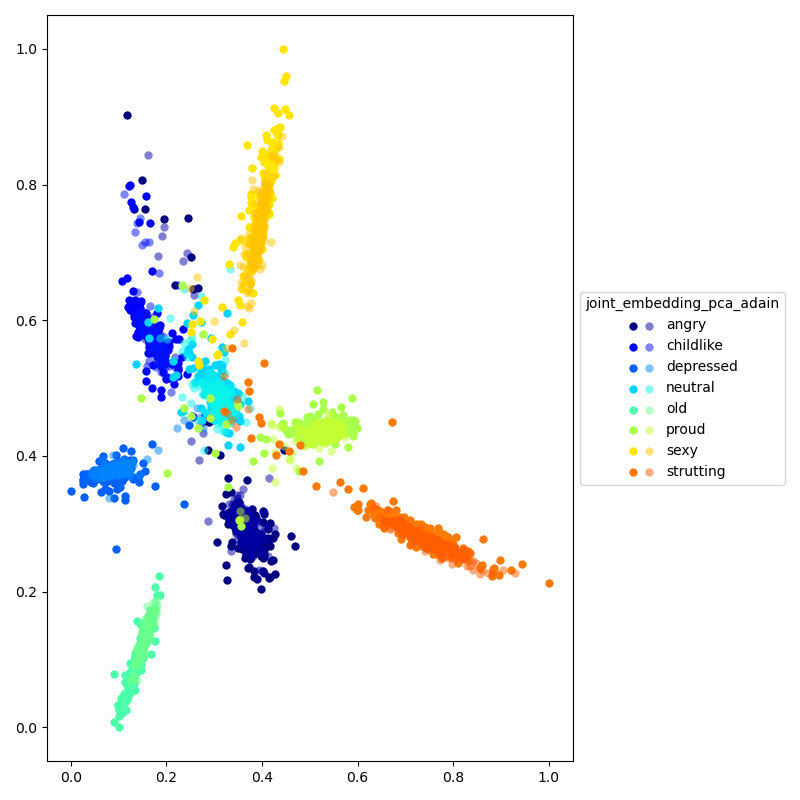 1.0
0.8
0.6
0.4
0.2
0.0
0.0 0.2 0.4 0.6 0.8 1.0
joint_embedding_pca_adain
angry
childlike
depressed
neutral
old
proud
sexy
strutting